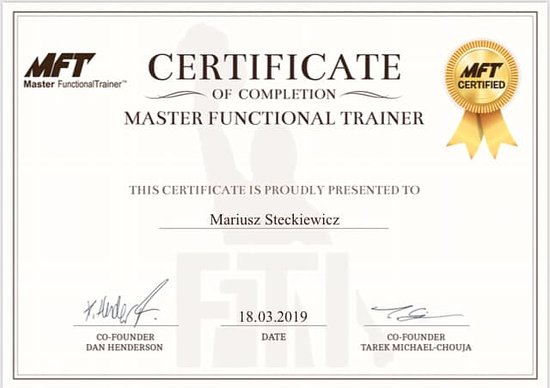 MFT
Master FunctionalTrainer™
CERTIFICATE
OF COMPLETION
MASTER FUNCTIONAL TRAINER
MFT
CERTIFIED
THIS CERTIFICATE IS PROUDLY PRESENTED TO
Mariusz Steckiewicz
FTI
CO-FOUNDER
DAN HENDERSON
18.03.2019
DATE
CO-FOUNDER
TAREK MICHAEL-CHOUJA